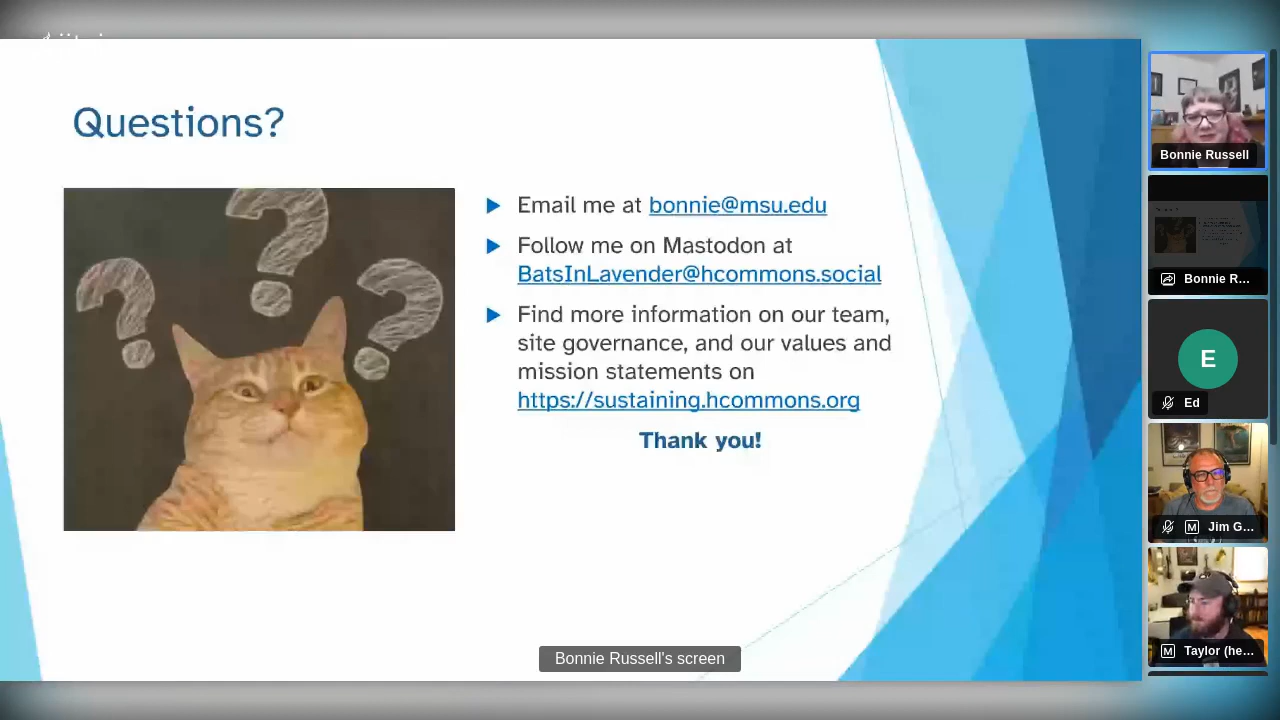 Questions?
Email me at bonnie@msu.edu
Follow me on Mastodon at
BatsInLavender@hcommons.social
Find more information on our team,
site governance, and our values and
mission statements on
https://sustaining.hcommons.org
Thank you!
Bonnie Russell's screen
Bonnie Russell
Bonnie R...
E
Ed
M Jim G...
M Taylor (he...